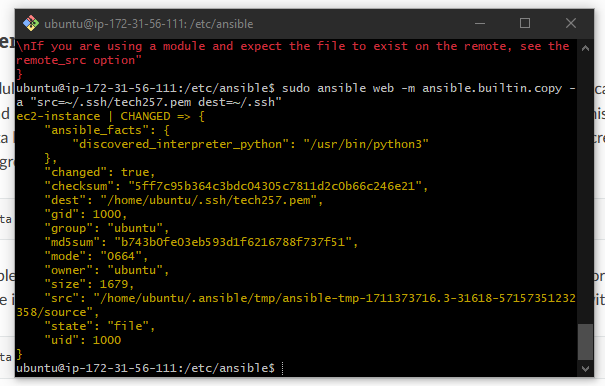 ubuntu@ip-172-31-56-111: /etc/ansible
\nIf you are using a module and expect the file to exist on the remote, see the
remote_src option"
}
ubuntu@ip-172-31-56-111:/etc/ansible$ sudo ansible web -m ansible.builtin.copy -
a "src=~/.ssh/tech257.pem dest=~/.ssh"
ec2-instance | CHANGED => {
    "ansible_facts": {
        "discovered_interpreter_python": "/usr/bin/python3"
    },
    "changed": true,
    "checksum": "5ff7c95b364c3bdc04305c7811d2c0b66c246e21",
    "dest": "/home/ubuntu/.ssh/tech257.pem",
    "gid": 1000,
    "group": "ubuntu",
    "md5sum": "b743b0fe03eb593d1f6216788f737f51",
    "mode": "0664",
    "owner": "ubuntu",
    "size": 1679,
    "src": "/home/ubuntu/.ansible/tmp/ansible-tmp-1711373716.3-31618-57157351232
358/source",
    "state": "file",
    "uid": 1000
}
ubuntu@ip-172-31-56-111:/etc/ansible$